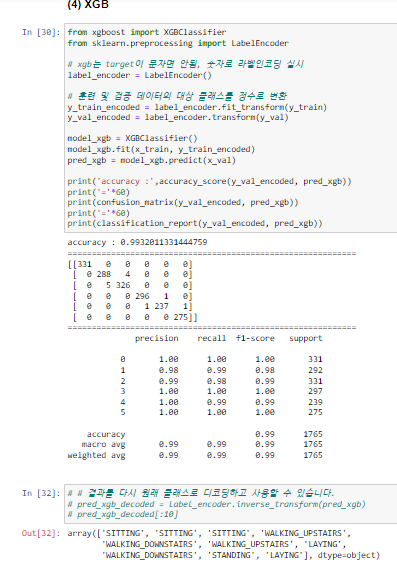 (4) XGB
In [30]: from xgboost import XGBClassifier
from sklearn.preprocessing import LabelEncoder
# xgb는 target이 문자면 안됨, 숫자로 라벨인코딩 실시
label_encoder = LabelEncoder()
# 훈련 및 검증 데이터의 대상 클래스를 정수로 변환
y_train_encoded = label_encoder.fit_transform(y_train)
y_val_encoded = label_encoder.transform(y_val)
model_xgb = XGBClassifier()
model_xgb.fit(x_train, y_train_encoded)
pred_xgb = model_xgb.predict(x_val)
print('accuracy :',accuracy_score(y_val_encoded, pred_xgb))
print('='*60)
print(confusion_matrix(y_val_encoded, pred_xgb))
print('='*60)
print(classification_report(y_val_encoded, pred_xgb))
accuracy : 0.9932011331444759
============================================================
[[331 0 0 0 0 0]
[ 0 288 4 0 0 0]
[ 0 5 326 0 0 0]
[ 0 0 0 296 1 0]
[ 0 0 0 1 237 1]
[ 0 0 0 0 0 275]]
============================================================
precision recall f1-score support
0 1.00 1.00 1.00 331
1 0.98 0.99 0.98 292
2 0.99 0.98 0.99 331
3 1.00 1.00 1.00 297
4 1.00 0.99 0.99 239
5 1.00 1.00 1.00 275
accuracy 0.99 1765
macro avg 0.99 0.99 0.99 1765
weighted avg 0.99 0.99 0.99 1765
In [32]: # # 결과를 다시 원래 클래스로 디코딩하고 사용할 수 있습니다.
# pred_xgb_decoded = label_encoder.inverse_transform(pred_xgb)
# pred_xgb_decoded[:10]
Out[32]: array(['SITTING', 'SITTING', 'SITTING', 'WALKING_UPSTAIRS',
'WALKING_DOWNSTAIRS', 'WALKING_UPSTAIRS', 'LAYING',
'WALKING_DOWNSTAIRS', 'STANDING', 'LAYING'], dtype=object)